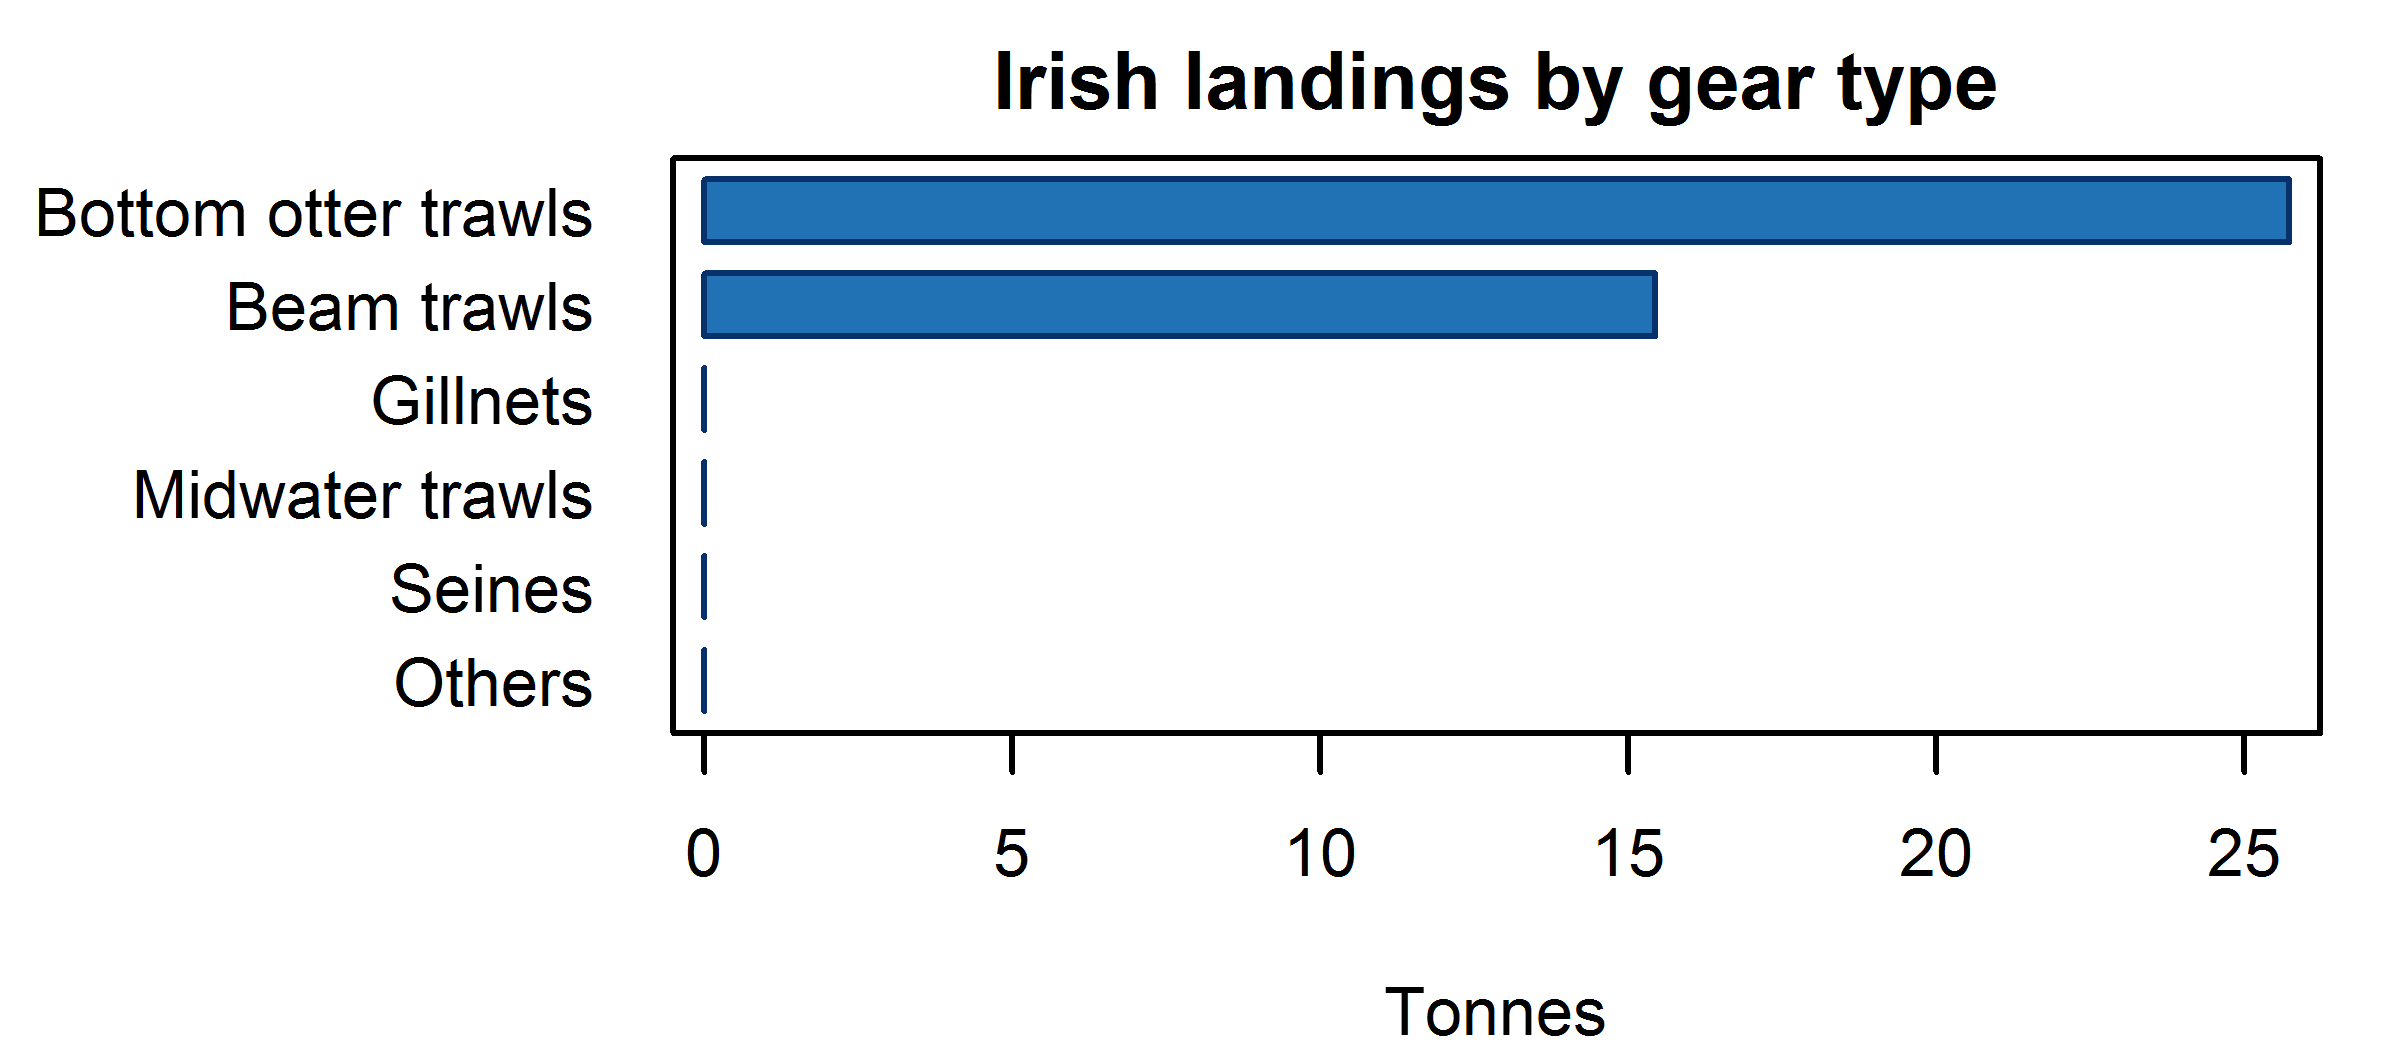 Irish landings by gear type
Bottom otter trawls
Beam trawls
Gillnets
Midwater trawls
Seines
Others
0 5 10 15 20 25
Tonnes